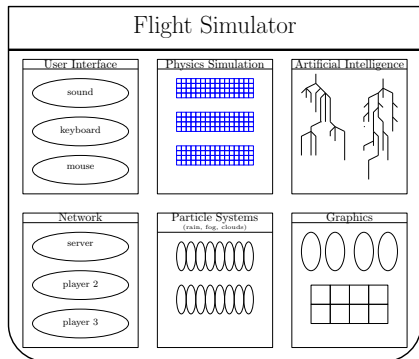 Flight Simulator
User Interface
sound
keyboard
mouse
Physics Simulation
Artificial Intelligence
Network
server
player 2
player 3
Particle Systems
(rain, fog, clouds)
Graphics